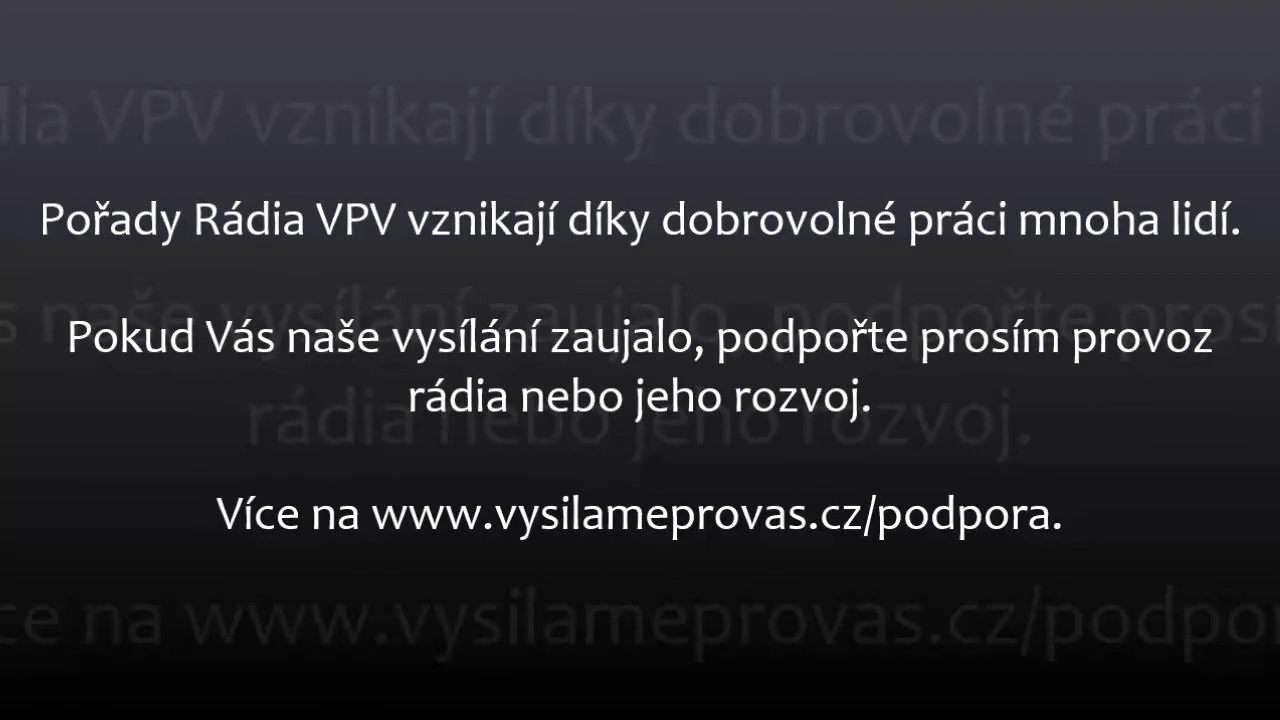 Pořady Rádia VPV vznikají díky dobrovolné práci mnoha lidí.
Pokud Vás naše vysílání zaujalo, podpořte prosím provoz
rádia nebo jeho rozvoj.
Více na www.vysilameprovas.cz/podpora.